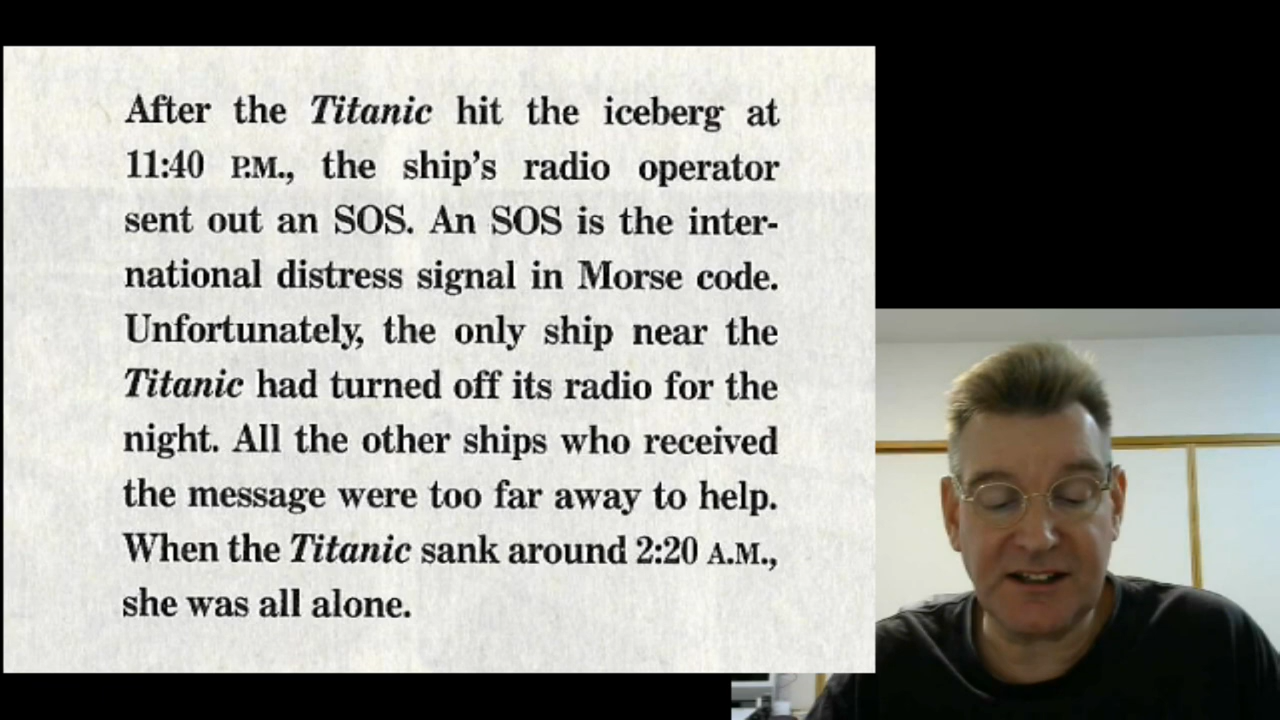 After the Titanic hit the iceberg at
11:40 P.M., the ship's radio operator
sent out an SOS. An SOS is the inter-
national distress signal in Morse code.
Unfortunately, the only ship near the
Titanic had turned off its radio for the
night. All the other ships who received
the message were too far away to help.
When the Titanic sank around 2:20 A.M.,
she was all alone.